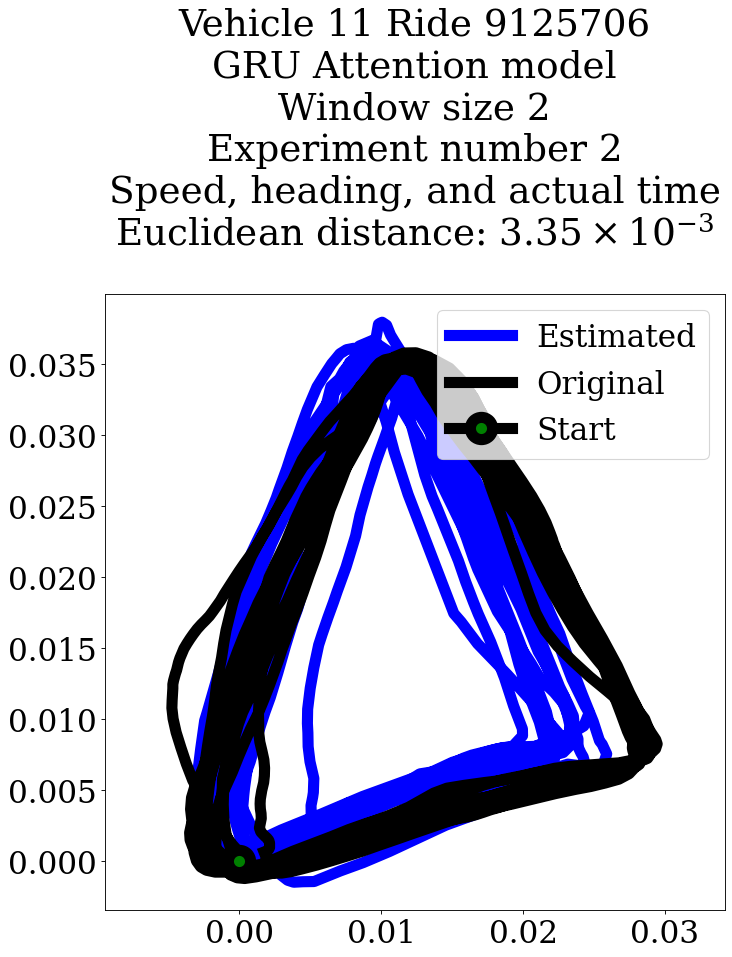 Vehicle 11 Ride 9125706
GRU Attention model
Window size 2
Experiment number 2
Speed, heading, and actual time
Euclidean distance: 3.35 × 10⁻³
Estimated
Original
Start
0.035
0.030
0.025
0.020
0.015
0.010
0.005
0.000
0.00 0.01 0.02 0.03